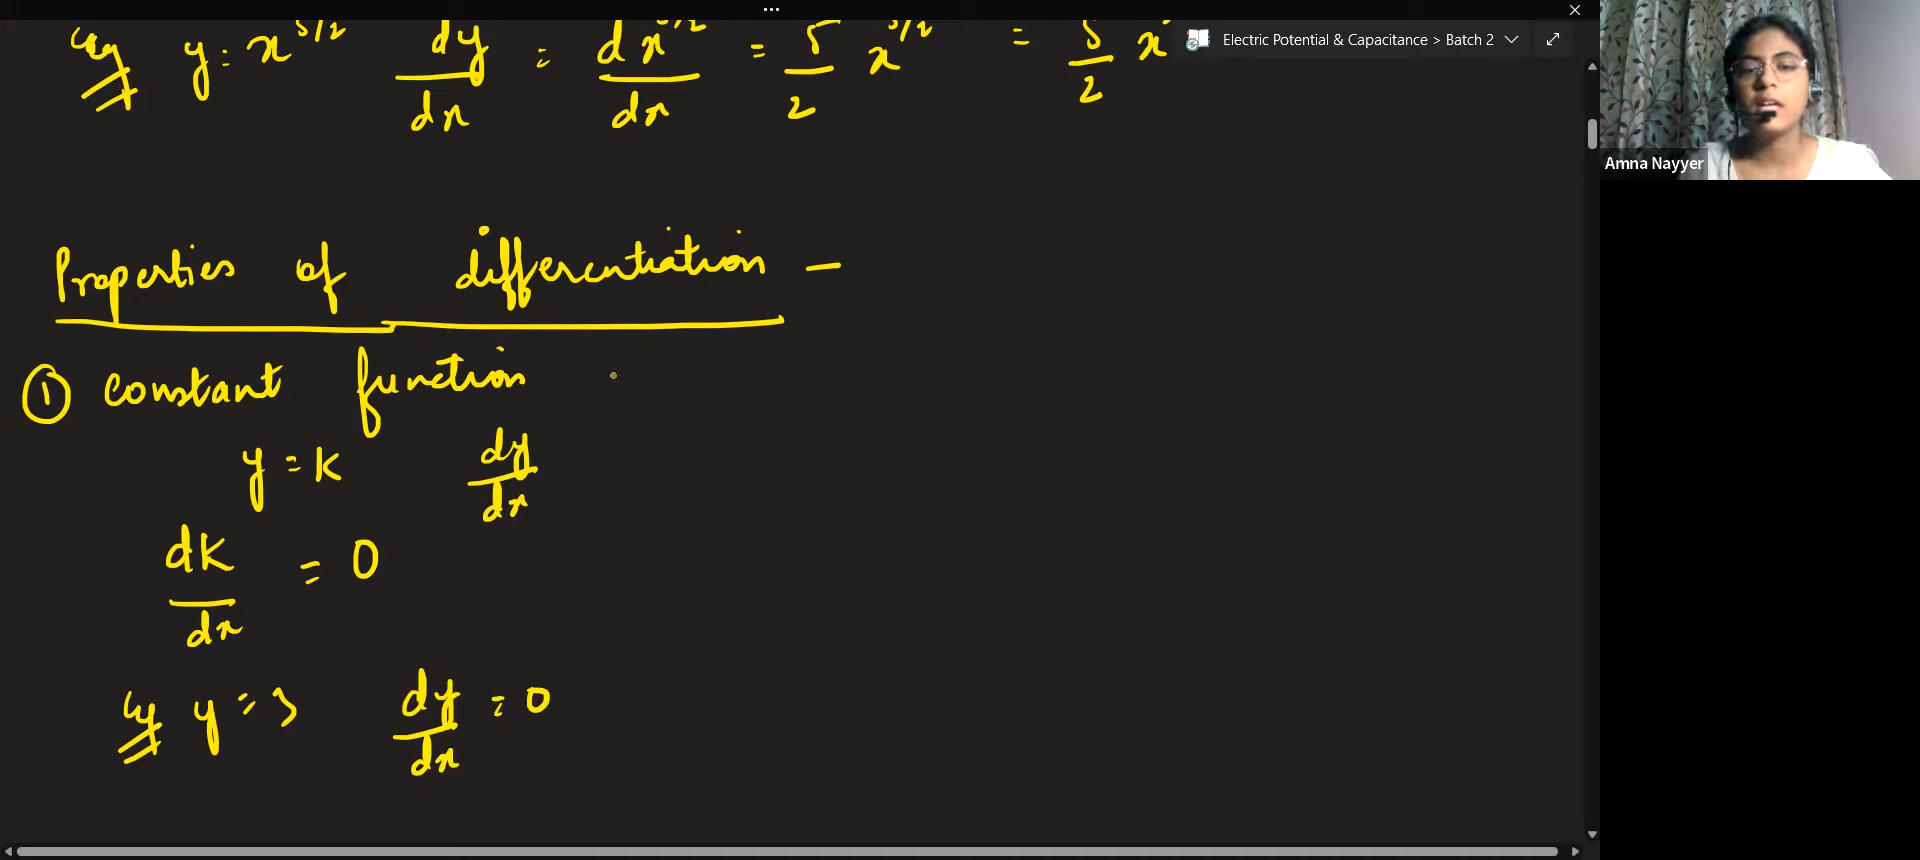 Electric Potential & Capacitance > Batch 2
eg y = x^5/2 dy/dx = d x^5/2 / dx = 5/2 x = 5/2 x
Properties of differentiation —
① constant function
y = k dy/dx
dk/dx = 0
eg y = 3 dy/dx = 0
Amna Nayyer